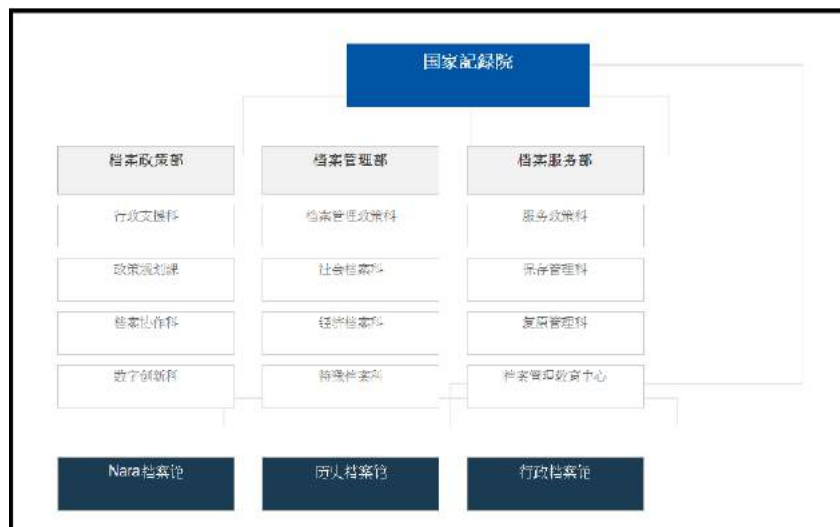 国家記録院
档案政策部
档案管理部
档案服务部
行政支援科
档案管理政策科
服务政策科
政策规划課
社会档案科
保存管理科
档案协作科
经济档案科
复原管理科
数字创新科
特殊档案科
档案管理教育中心
Nara档案馆
历史档案馆
行政档案馆